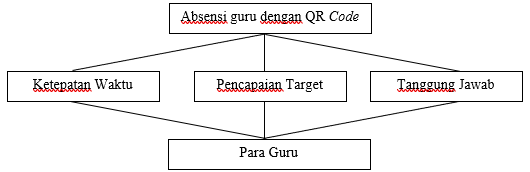 Absensi guru dengan QR Code
Ketepatan Waktu
Pencapaian Target
Tanggung Jawab
Para Guru